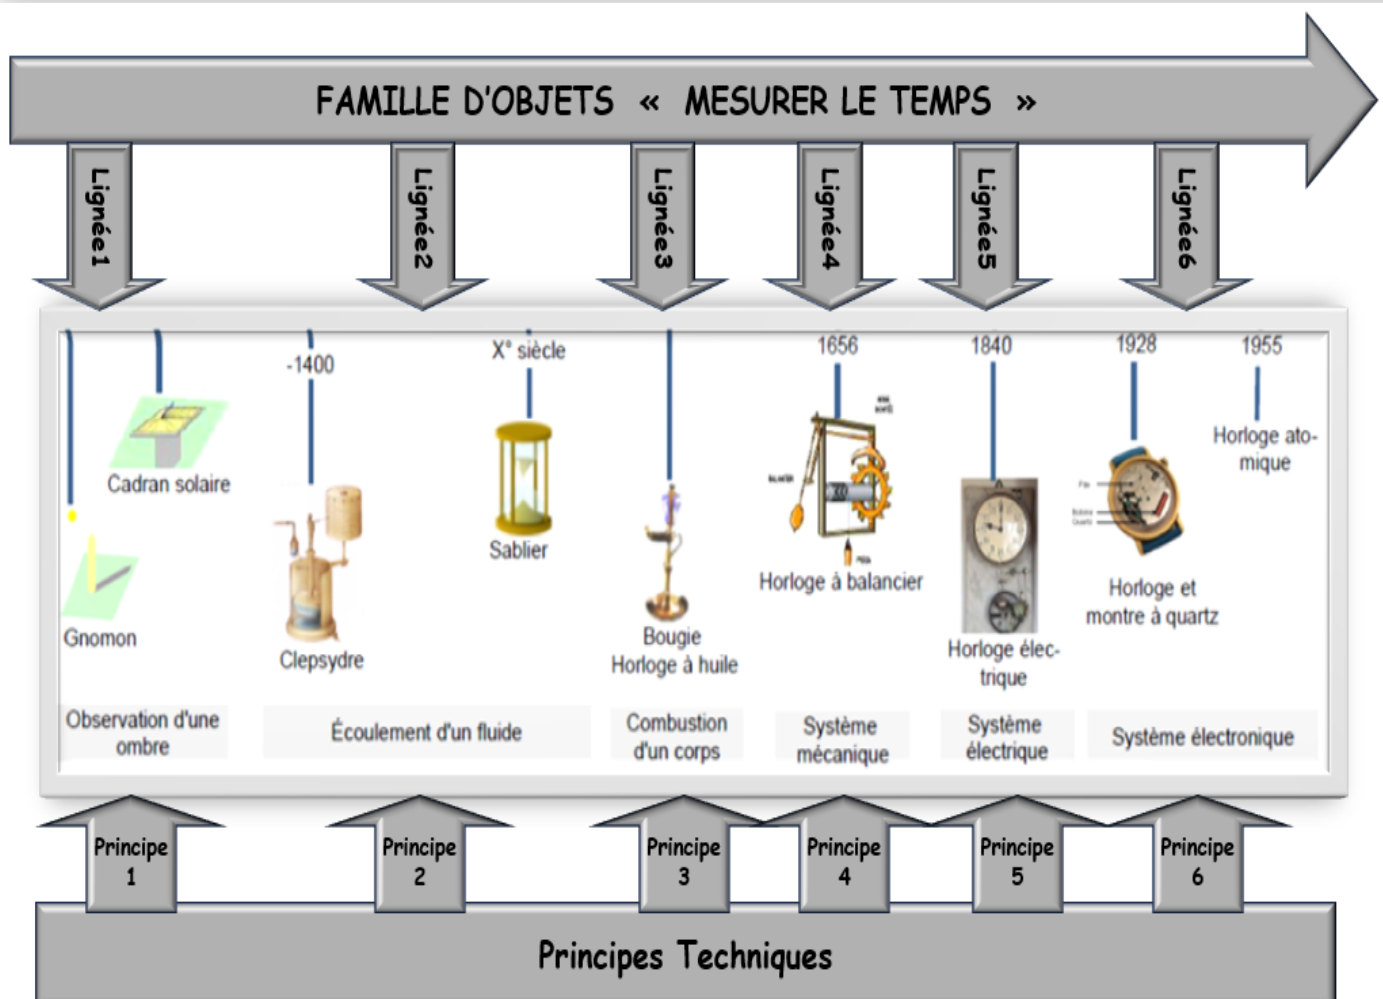 FAMILLE D'OBJETS « MESURER LE TEMPS »
Lignée1
Lignée2
Lignée3
Lignée4
Lignée5
Lignée6
-1400
X° siècle
1656
1840
1928
1955
Cadran solaire
Gnomon
Clepsydre
Sablier
Bougie
Horloge à huile
BALANCIER
Horloge à balancier
Horloge élec-
trique
Horloge et
montre à quartz
Horloge ato-
mique
Observation d'une
ombre
Écoulement d'un fluide
Combustion
d'un corps
Système
mécanique
Système
électrique
Système électronique
Principe
1
Principe
2
Principe
3
Principe
4
Principe
5
Principe
6
Principes Techniques